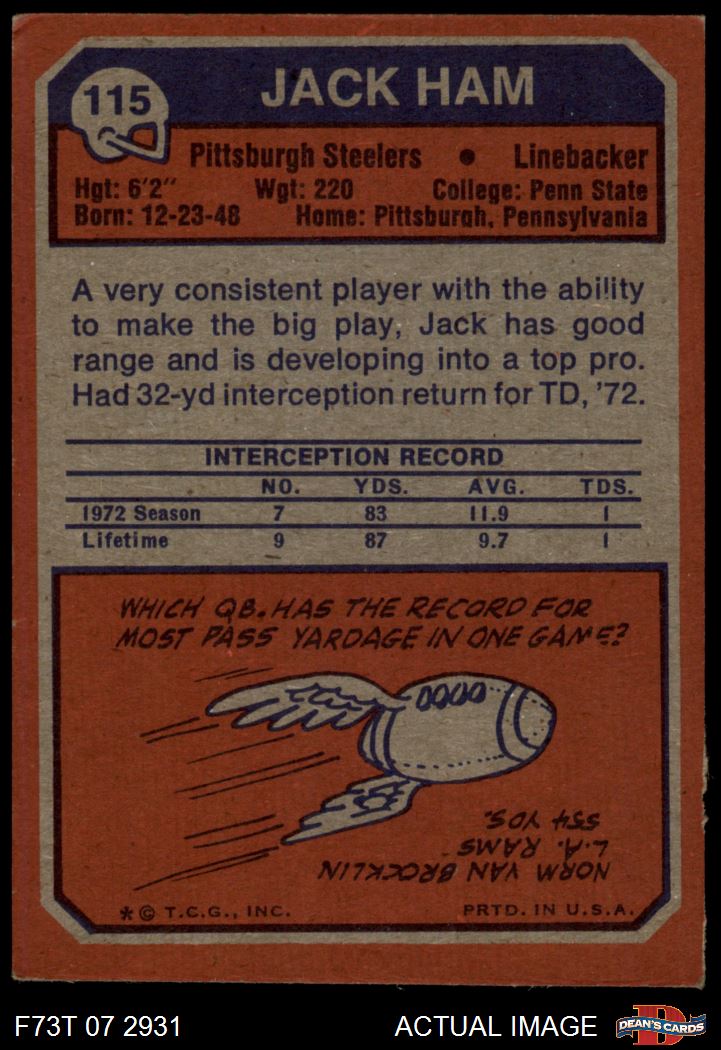 115
JACK HAM
Pittsburgh Steelers • Linebacker
Hgt: 6'2" Wgt: 220 College: Penn State
Born: 12-23-48 Home: Pittsburgh, Pennsylvania
A very consistent player with the ability
to make the big play, Jack has good
range and is developing into a top pro.
Had 32-yd interception return for TD, '72.
INTERCEPTION RECORD
NO. YDS. AVG. TDS.
1972 Season 7 83 11.9 1
Lifetime 9 87 9.7 1
WHICH QB. HAS THE RECORD FOR
MOST PASS YARDAGE IN ONE GAME?
NORM VAN BROCKLIN
L.A. RAMS
554 YDS.
* © T.C.G., INC. PRTD. IN U.S.A.
F73T 07 2931 ACTUAL IMAGE
D
DEAN'S CARDS